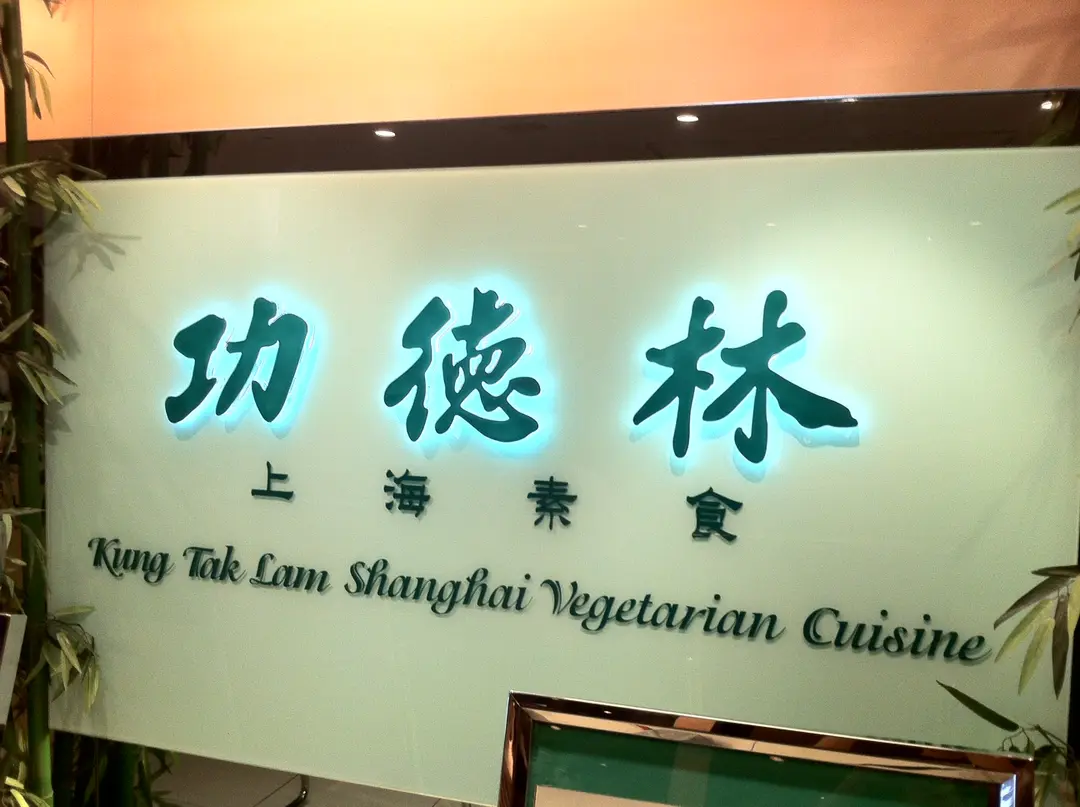 功德林
上海素食
Kung Tak Lam Shanghai Vegetarian Cuisine